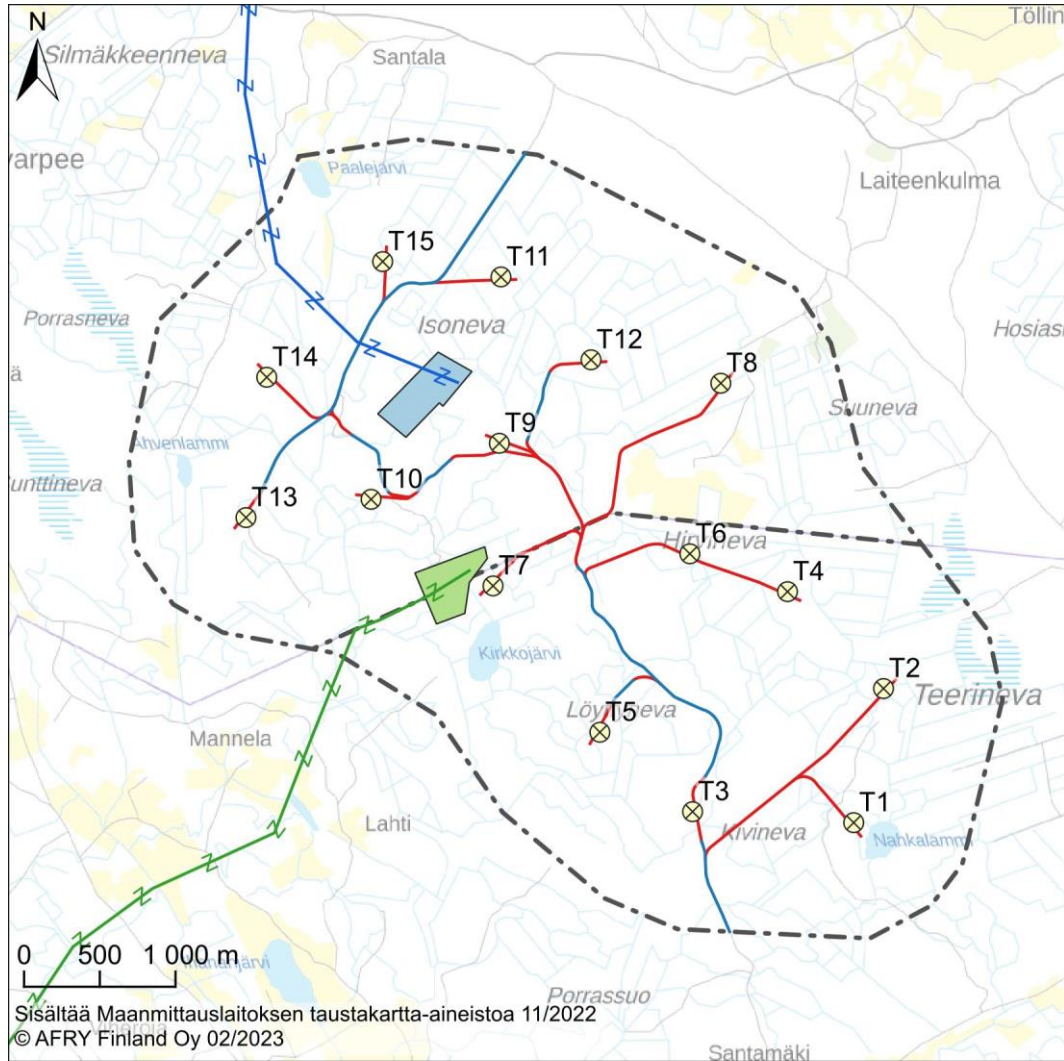 N
Töllin
Silmäkkeenneva
Santala
varpee
Paalejärvi
Laiteenkulma
T15
T11
Porrasneva
Isoneva
Hosiasl
T14
T12
T8
ä
Suuneva
T9
Ahvenlammi
unttineva
T10
T13
Hirvineva
T6
T7
T4
Kirkkojärvi
T2
Teerineva
T5
Mannela
T3
T1
Lahti
Kivineva
Nahkalammi
0 500 1 000 m
Porrassuo
Sisältää Maanmittauslaitoksen taustakartta-aineistoa 11/2022
© AFRY Finland Oy 02/2023
Santamäki